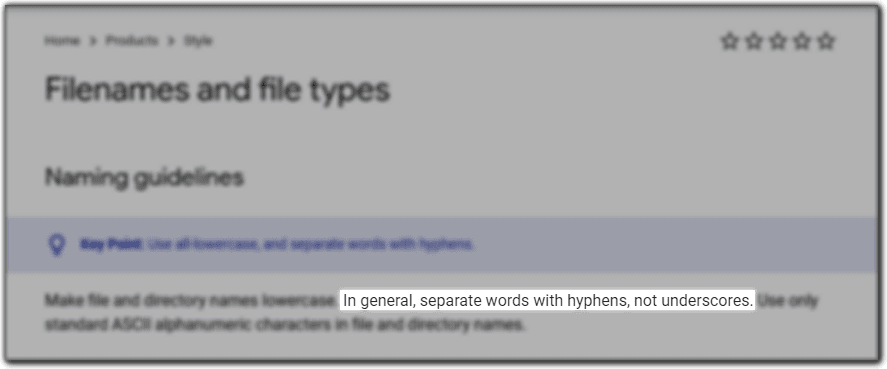 Home > Products > Style
Filenames and file types
Naming guidelines
Key Point: Use all-lowercase, and separate words with hyphens.
Make file and directory names lowercase. In general, separate words with hyphens, not underscores. Use only
standard ASCII alphanumeric characters in file and directory names.